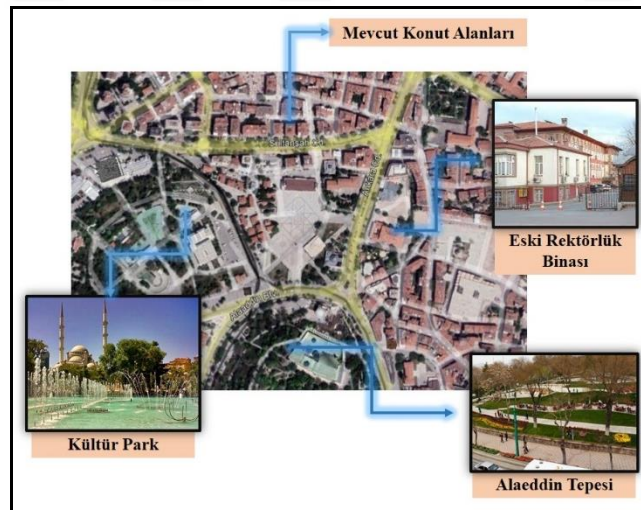 Mevcut Konut Alanları
Eski Rektörlük
Binası
Kültür Park
Alaeddin Tepesi